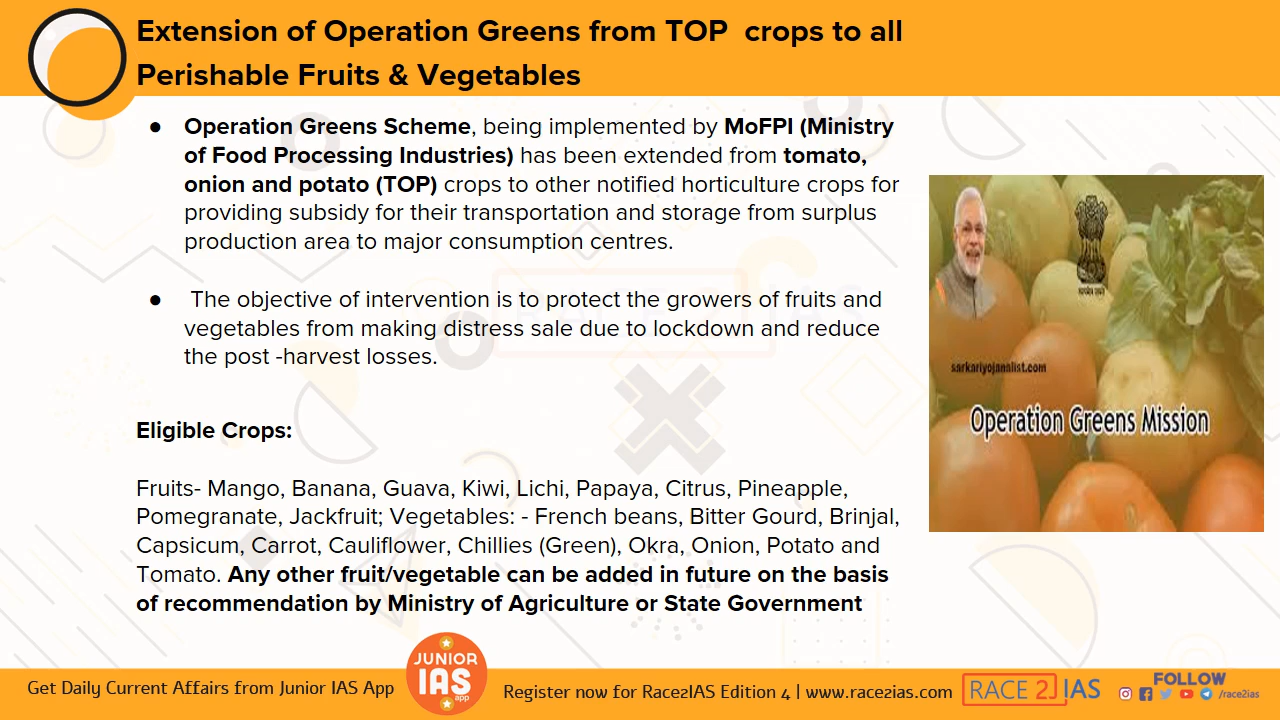 Extension of Operation Greens from TOP crops to all
Perishable Fruits & Vegetables
● Operation Greens Scheme, being implemented by MoFPI (Ministry
of Food Processing Industries) has been extended from tomato,
onion and potato (TOP) crops to other notified horticulture crops for
providing subsidy for their transportation and storage from surplus
production area to major consumption centres.
● The objective of intervention is to protect the growers of fruits and
vegetables from making distress sale due to lockdown and reduce
the post -harvest losses.
Eligible Crops:
Fruits- Mango, Banana, Guava, Kiwi, Lichi, Papaya, Citrus, Pineapple,
Pomegranate, Jackfruit; Vegetables: - French beans, Bitter Gourd, Brinjal,
Capsicum, Carrot, Cauliflower, Chillies (Green), Okra, Onion, Potato and
Tomato. Any other fruit/vegetable can be added in future on the basis
of recommendation by Ministry of Agriculture or State Government
sarkariyojanalist.com
Operation Greens Mission
RACE 2 IAS
Get Daily Current Affairs from Junior IAS App
JUNIOR
IAS
app
Register now for Race2IAS Edition 4 | www.race2ias.com
RACE 2 IAS
FOLLOW
/race2ias